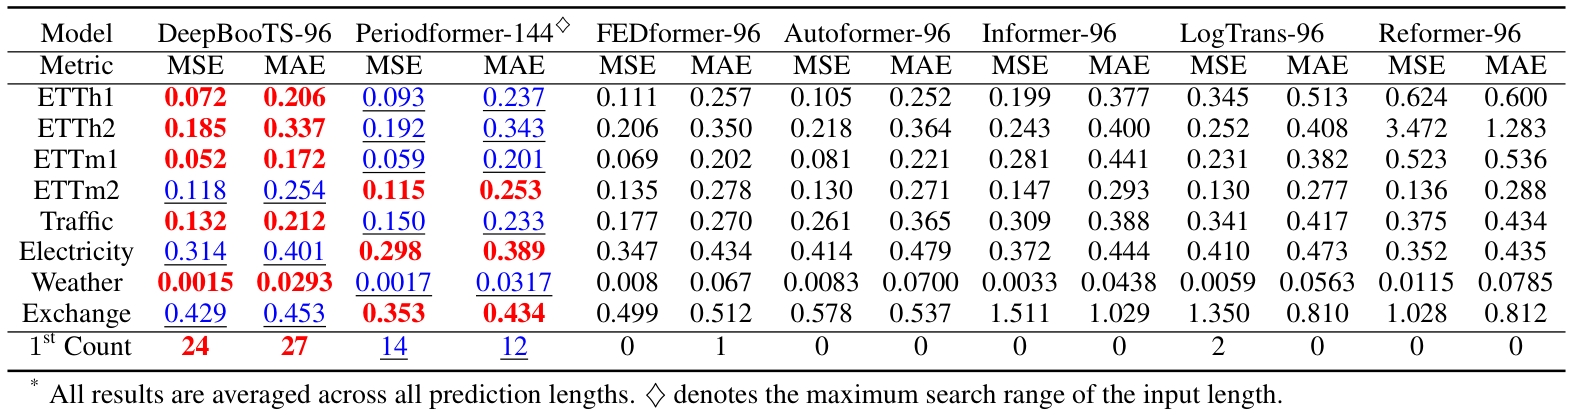 Model DeepBooTS-96 Periodformer-144◇ FEDformer-96 Autoformer-96 Informer-96 LogTrans-96 Reformer-96
Metric MSE MAE MSE MAE MSE MAE MSE MAE MSE MAE MSE MAE MSE MAE
ETTh1 0.072 0.206 0.093 0.237 0.111 0.257 0.105 0.252 0.199 0.377 0.345 0.513 0.624 0.600
ETTh2 0.185 0.337 0.192 0.343 0.206 0.350 0.218 0.364 0.243 0.400 0.252 0.408 3.472 1.283
ETTm1 0.052 0.172 0.059 0.201 0.069 0.202 0.081 0.221 0.281 0.441 0.231 0.382 0.523 0.536
ETTm2 0.118 0.254 0.115 0.253 0.135 0.278 0.130 0.271 0.147 0.293 0.130 0.277 0.136 0.288
Traffic 0.132 0.212 0.150 0.233 0.177 0.270 0.261 0.365 0.309 0.388 0.341 0.417 0.375 0.434
Electricity 0.314 0.401 0.298 0.389 0.347 0.434 0.414 0.479 0.372 0.444 0.410 0.473 0.352 0.435
Weather 0.0015 0.0293 0.0017 0.0317 0.008 0.067 0.0083 0.0700 0.0033 0.0438 0.0059 0.0563 0.0115 0.0785
Exchange 0.429 0.453 0.353 0.434 0.499 0.512 0.578 0.537 1.511 1.029 1.350 0.810 1.028 0.812
1st Count 24 27 14 12 0 1 0 0 0 0 2 0 0 0
* All results are averaged across all prediction lengths. ◇ denotes the maximum search range of the input length.